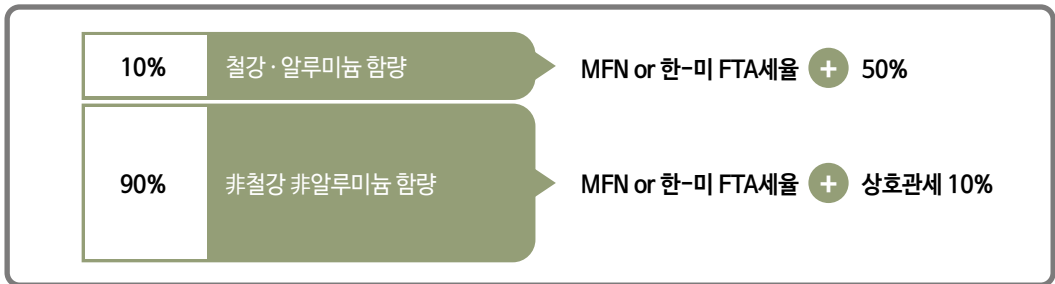 10% 철강 · 알루미늄 함량 MFN or 한-미 FTA세율 + 50%
90% 非철강 非알루미늄 함량 MFN or 한-미 FTA세율 + 상호관세 10%